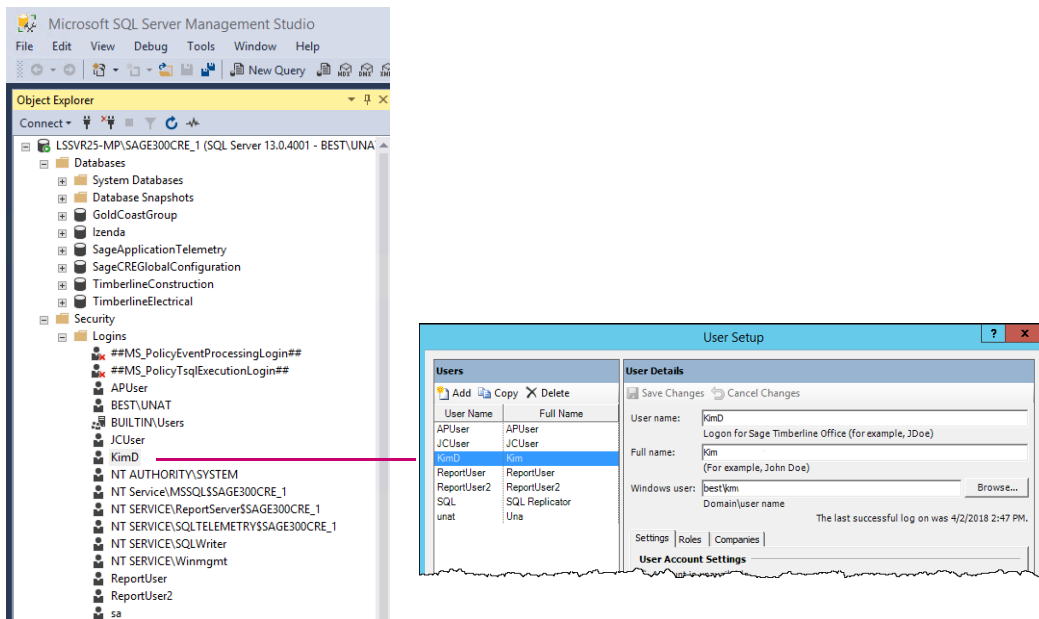 Microsoft SQL Server Management Studio
File Edit View Debug Tools Window Help
New Query MDX DMX
Object Explorer
Connect
LSSVR25-MP\SAGE300CRE_1 (SQL Server 13.0.4001 - BEST\UNAT
Databases
System Databases
Database Snapshots
GoldCoastGroup
Izenda
SageApplicationTelemetry
SageCREGlobalConfiguration
TimberlineConstruction
TimberlineElectrical
Security
Logins
##MS_PolicyEventProcessingLogin##
##MS_PolicyTsqlExecutionLogin##
APUser
BEST\UNAT
BUILTIN\Users
JCUser
KimD
NT AUTHORITY\SYSTEM
NT Service\MSSQL$SAGE300CRE_1
NT SERVICE\ReportServer$SAGE300CRE_1
NT SERVICE\SQLTELEMETRY$SAGE300CRE_1
NT SERVICE\SQLWriter
NT SERVICE\Winmgmt
ReportUser
ReportUser2
sa
User Setup ? x
Users
Add Copy Delete
User Name Full Name
APUser APUser
JCUser JCUser
KimD Kim
ReportUser ReportUser
ReportUser2 ReportUser2
SQL SQL Replicator
unat Una
User Details
Save Changes Cancel Changes
User name: KimD
Logon for Sage Timberline Office (for example, JDoe)
Full name: Kim
(For example, John Doe)
Windows user: best\km Browse...
Domain\user name
The last successful log on was 4/2/2018 2:47 PM.
Settings Roles Companies
User Account Settings